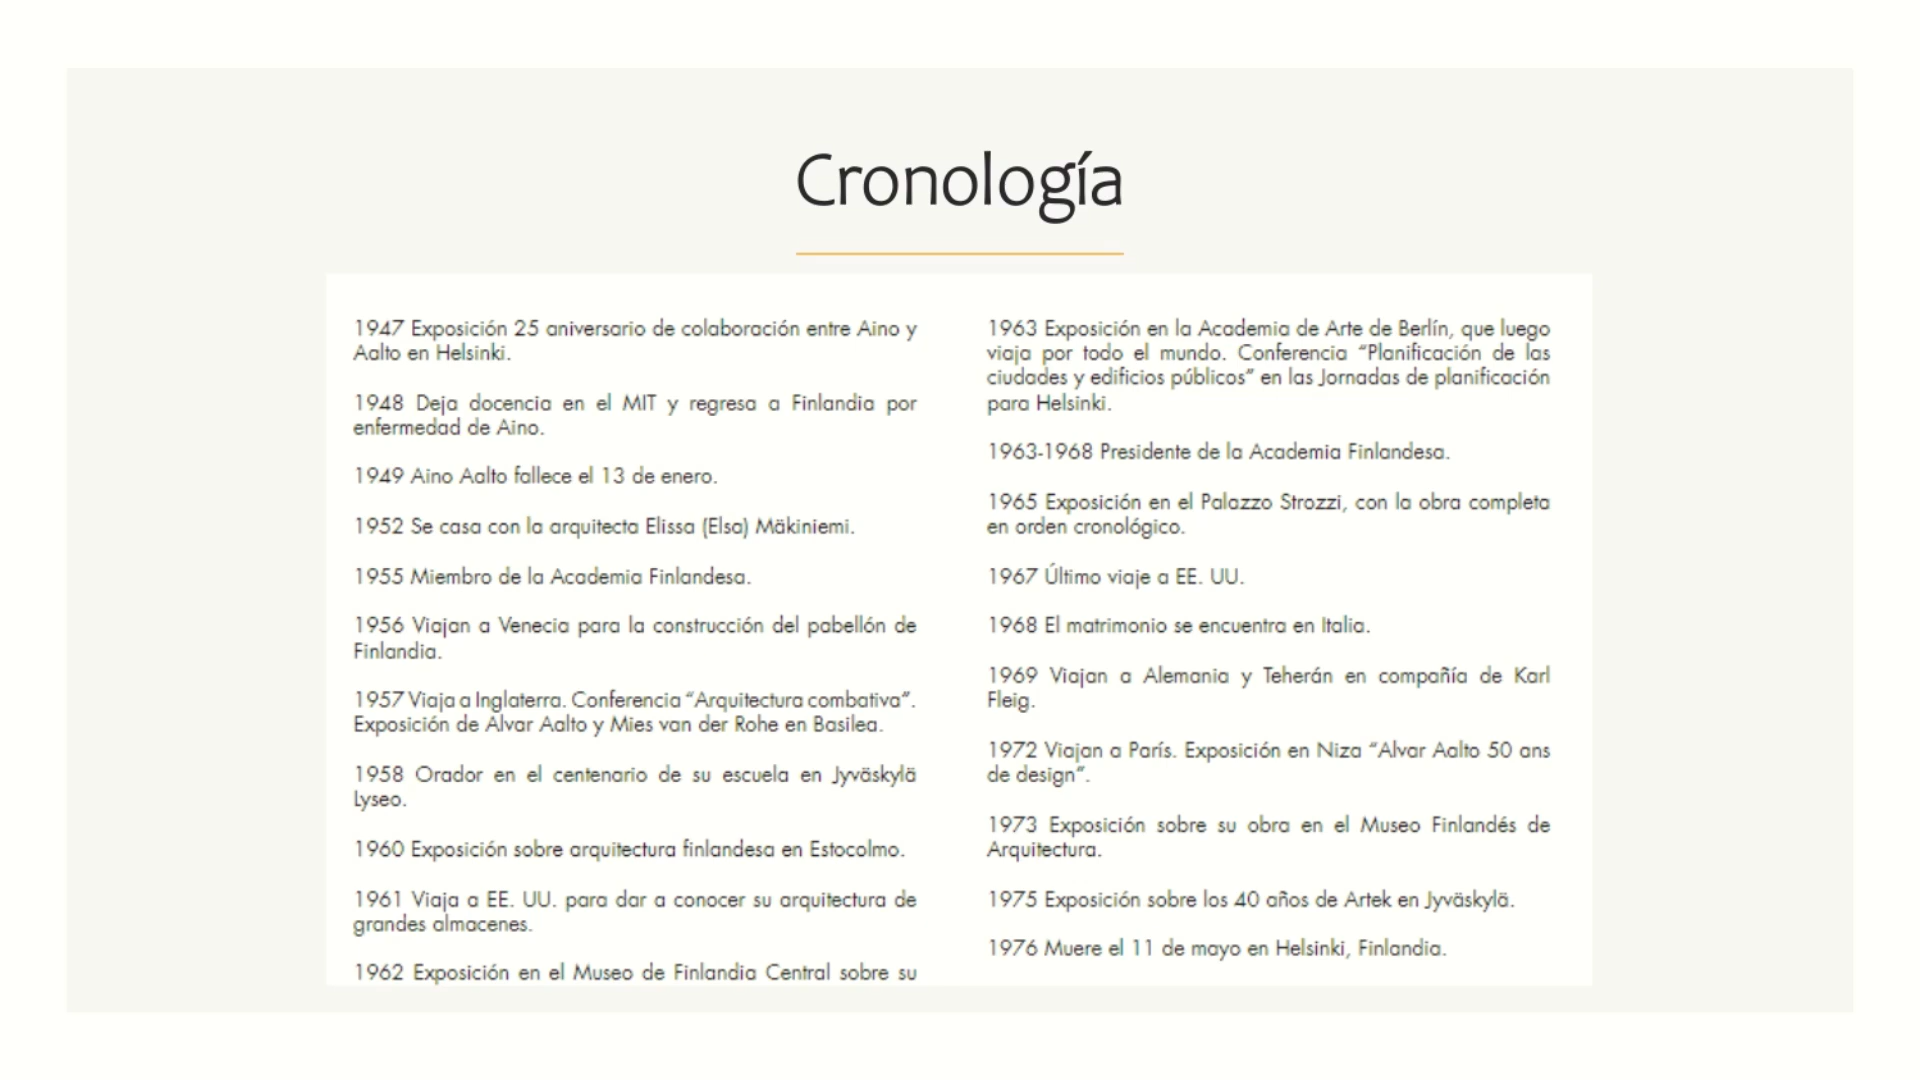 Cronología
1947 Exposición 25 aniversario de colaboración entre Aino y
Aalto en Helsinki.
1948 Deja docencia en el MIT y regresa a Finlandia por
enfermedad de Aino.
1949 Aino Aalto fallece el 13 de enero.
1952 Se casa con la arquitecta Elissa (Elsa) Mäkiniemi.
1955 Miembro de la Academia Finlandesa.
1956 Viajan a Venecia para la construcción del pabellón de
Finlandia.
1957 Viaja a Inglaterra. Conferencia “Arquitectura combativa”.
Exposición de Alvar Aalto y Mies van der Rohe en Basilea.
1958 Orador en el centenario de su escuela en Jyväskylä
Lyseo.
1960 Exposición sobre arquitectura finlandesa en Estocolmo.
1961 Viaja a EE. UU. para dar a conocer su arquitectura de
grandes almacenes.
1962 Exposición en el Museo de Finlandia Central sobre su
1963 Exposición en la Academia de Arte de Berlín, que luego
viaja por todo el mundo. Conferencia “Planificación de las
ciudades y edificios públicos” en las Jornadas de planificación
para Helsinki.
1963-1968 Presidente de la Academia Finlandesa.
1965 Exposición en el Palazzo Strozzi, con la obra completa
en orden cronológico.
1967 Último viaje a EE. UU.
1968 El matrimonio se encuentra en Italia.
1969 Viajan a Alemania y Teherán en compañía de Karl
Fleig.
1972 Viajan a París. Exposición en Niza “Alvar Aalto 50 ans
de design”.
1973 Exposición sobre su obra en el Museo Finlandés de
Arquitectura.
1975 Exposición sobre los 40 años de Artek en Jyväskylä.
1976 Muere el 11 de mayo en Helsinki, Finlandia.